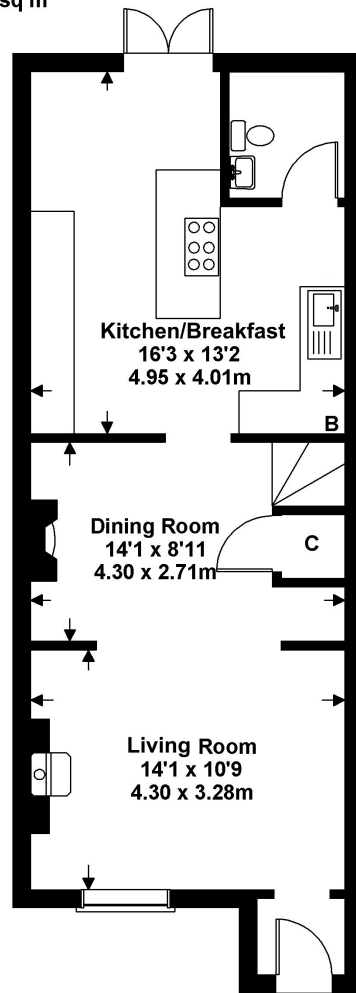 sq m
Kitchen/Breakfast
16'3 x 13'2
4.95 x 4.01m
B
Dining Room
14'1 x 8'11
4.30 x 2.71m
C
Living Room
14'1 x 10'9
4.30 x 3.28m